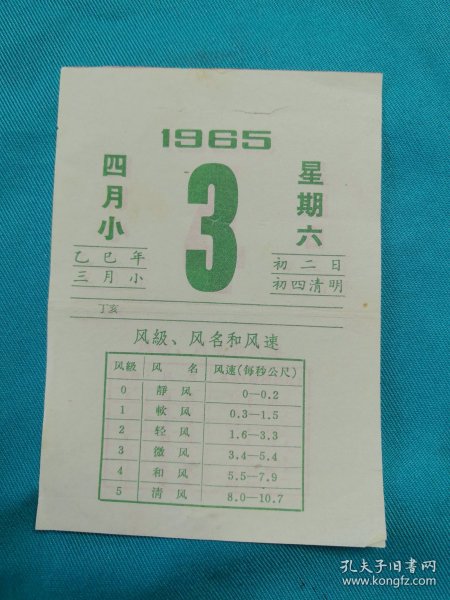 1965
四月小
3
星期六
乙巳年
三月小
初二日
初四清明
丁亥
风級、风名和风速
风級 风名 风速(每秒公尺)
0 静风 0—0.2
1 軟风 0.3—1.5
2 轻风 1.6—3.3
3 微风 3.4—5.4
4 和风 5.5—7.9
5 清风 8.0—10.7
孔夫子旧书网
www.kongfz.com